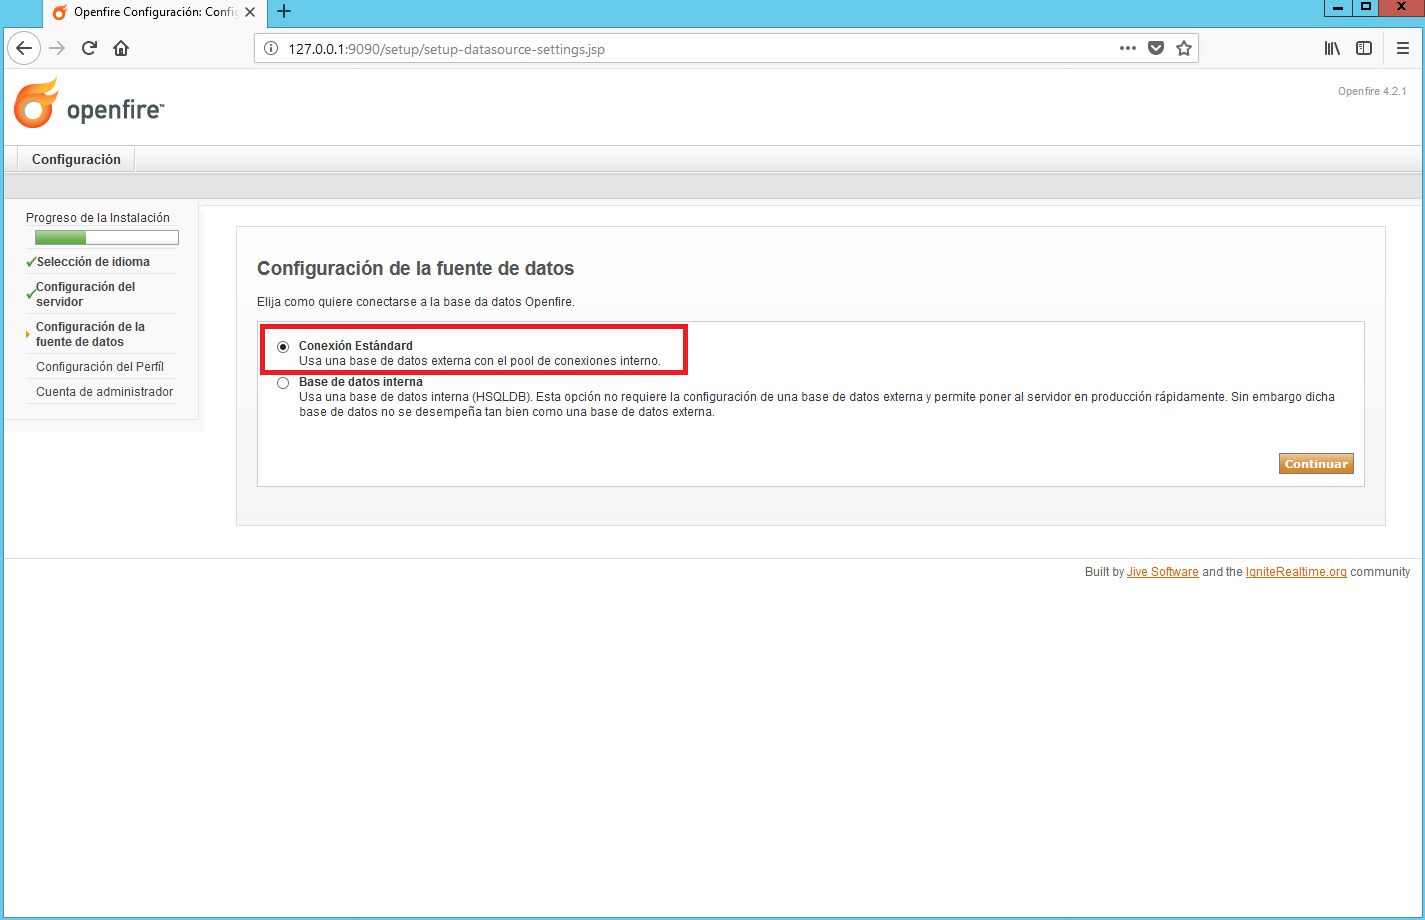 Openfire Configuración: Config
127.0.0.1:9090/setup/setup-datasource-settings.jsp
openfire™
Openfire 4.2.1
Configuración
Progreso de la Instalación
Selección de idioma
Configuración del
servidor
Configuración de la
fuente de datos
Configuración del Perfíl
Cuenta de administrador
Configuración de la fuente de datos
Elija como quiere conectarse a la base da datos Openfire.
Conexión Estándard
Usa una base de datos externa con el pool de conexiones interno.
Base de datos interna
Usa una base de datos interna (HSQLDB). Esta opción no requiere la configuración de una base de datos externa y permite poner al servidor en producción rápidamente. Sin embargo dicha
base de datos no se desempeña tan bien como una base de datos externa.
Continuar
Built by Jive Software and the IgniteRealtime.org community